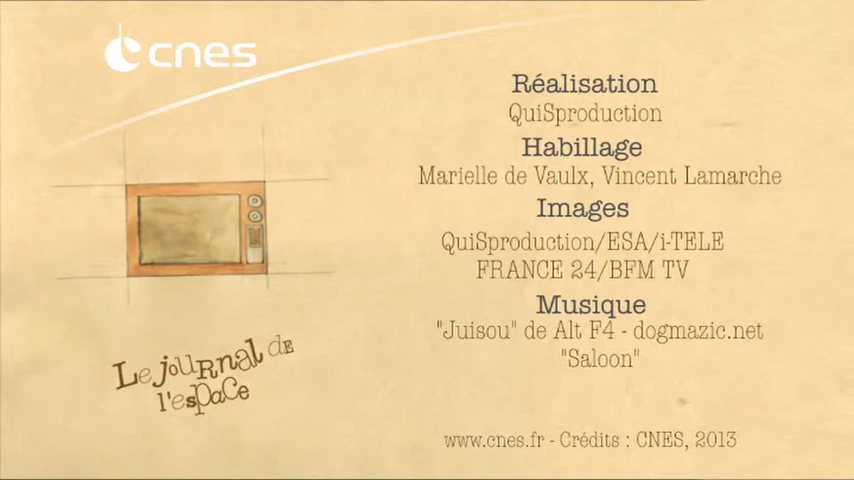 cnes
Réalisation
QuiSproduction
Habillage
Marielle de Vaulx, Vincent Lamarche
Images
QuiSproduction/ESA/i-TELE
FRANCE 24/BFM TV
Musique
"Juisou" de Alt F4 - dogmazic.net
"Saloon"
Le joURnal dE
l'espaCe
www.cnes.fr - Crédits : CNES, 2013